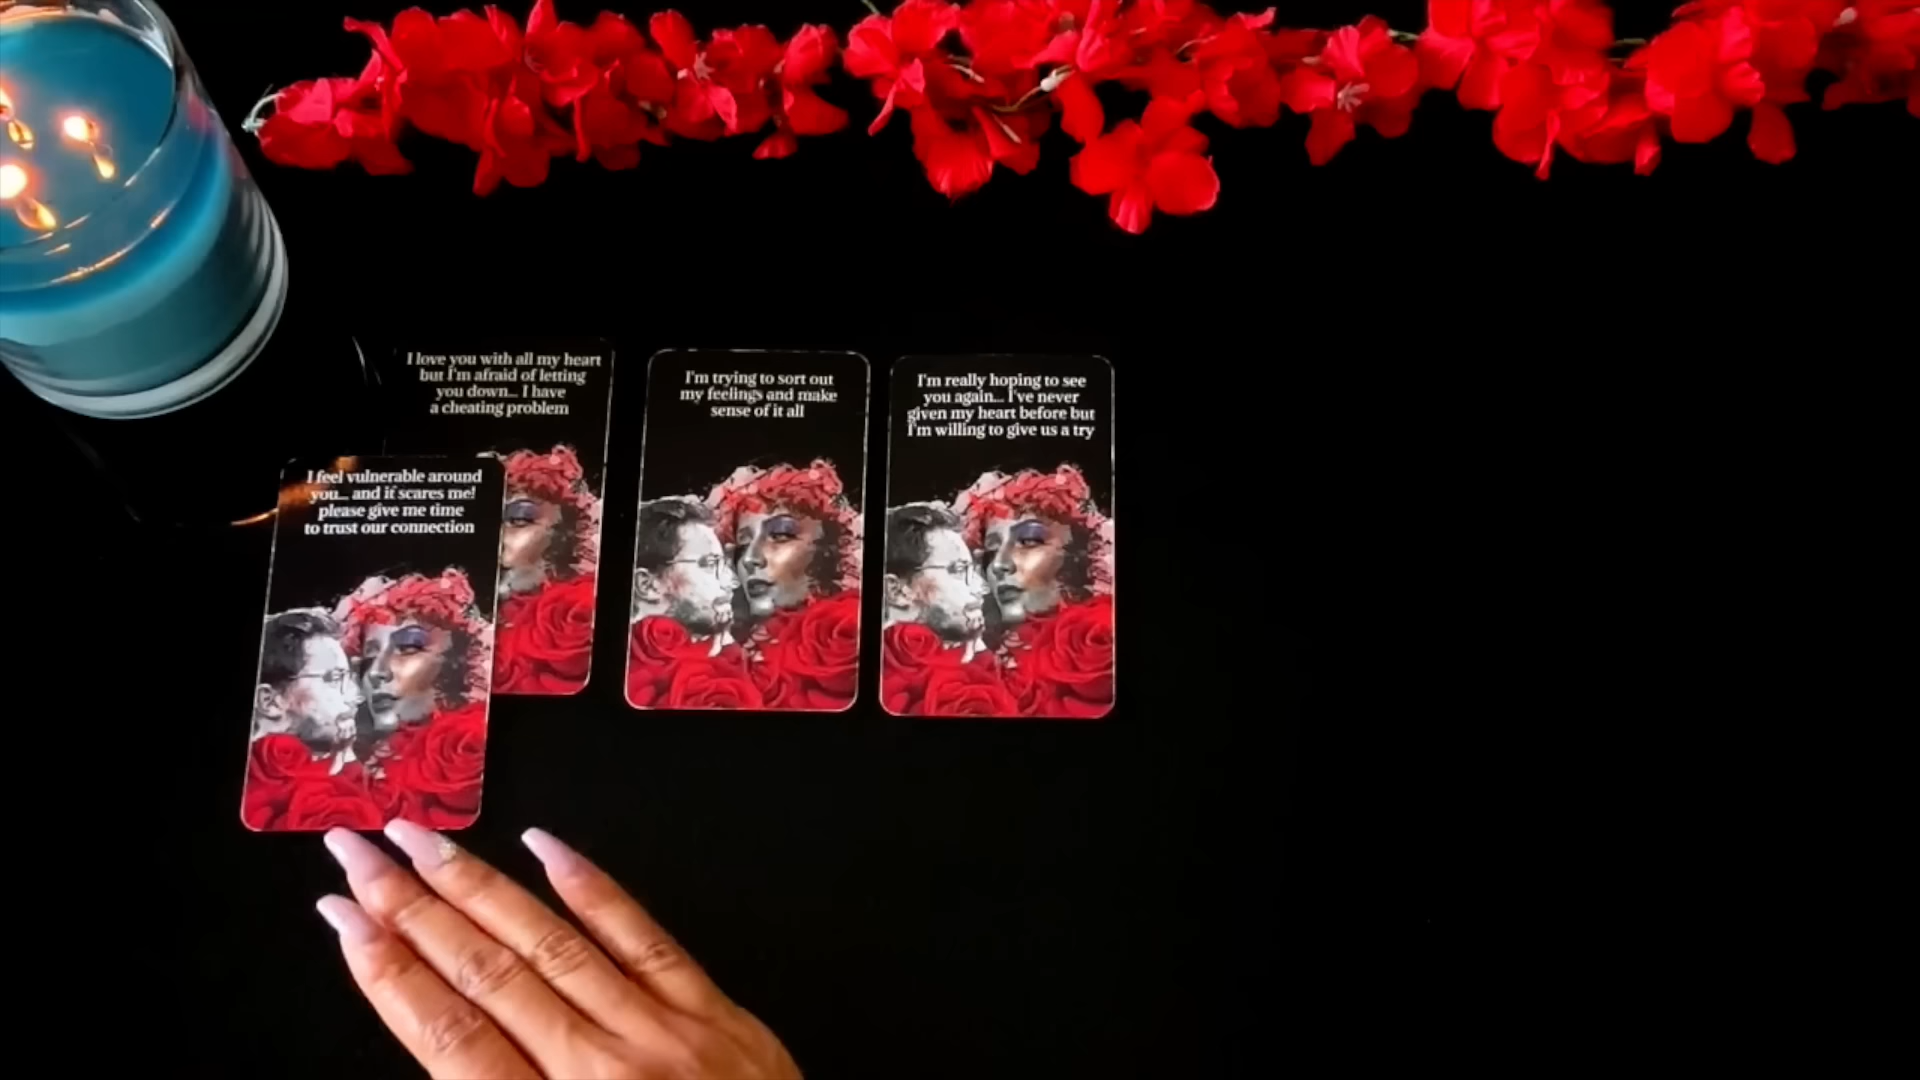 I love you with all my heart
but I'm afraid of letting
you down... I have
a cheating problem
I feel vulnerable around
you... and it scares me!
please give me time
to trust our connection
I'm trying to sort out
my feelings and make
sense of it all
I'm really hoping to see
you again... I've never
given my heart before but
I'm willing to give us a try